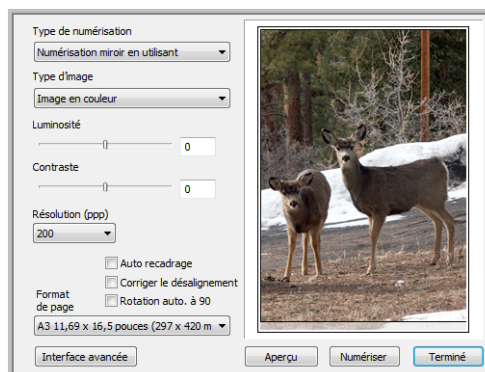 Type de numérisation
Numérisation miroir en utilisant
Type d'image
Image en couleur
Luminosité
0
Contraste
0
Résolution (ppp)
200
Auto recadrage
Corriger le désalignement
Rotation auto. à 90
Format
de page
A3 11,69 x 16,5 pouces (297 x 420 m
Interface avancée
Aperçu
Numériser
Terminé